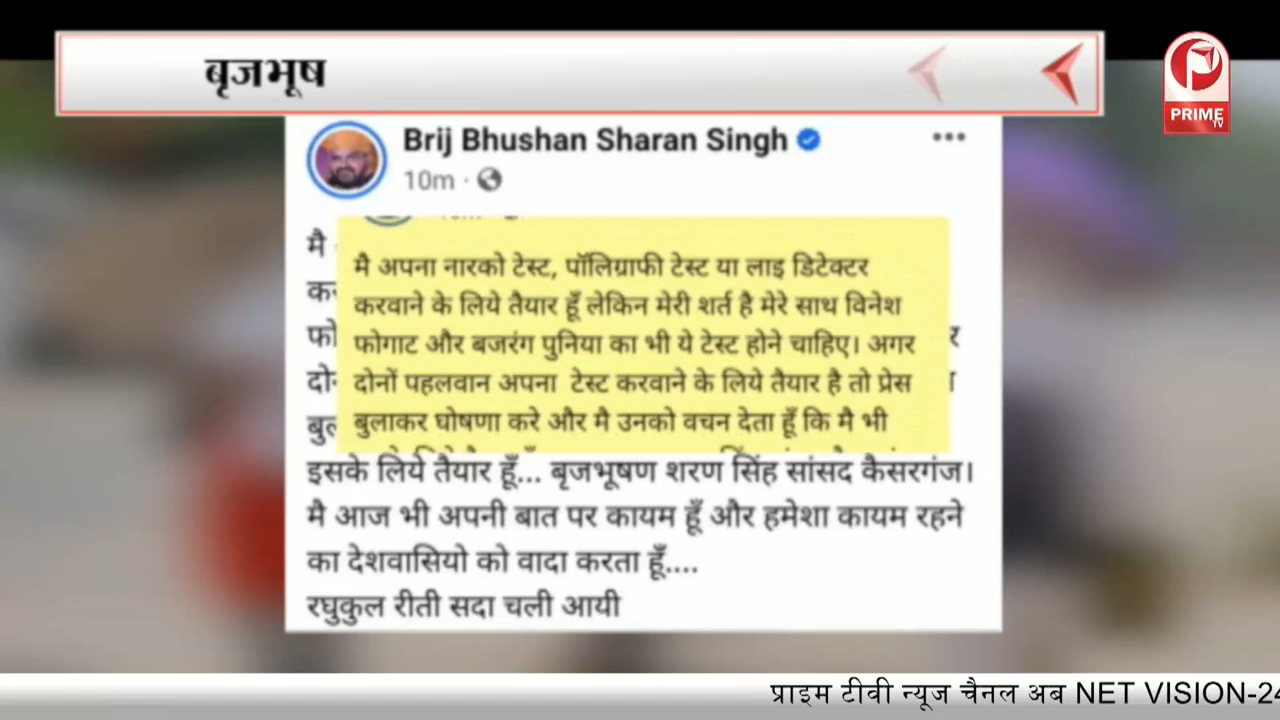 बृजभूष
PRIME
TV
Brij Bhushan Sharan Singh
10m
मै
मै अपना नारको टेस्ट, पॉलिग्राफी टेस्ट या लाइ डिटेक्टर
करवाने के लिये तैयार हूँ लेकिन मेरी शर्त है मेरे साथ विनेश
फोगाट और बजरंग पुनिया का भी ये टेस्ट होने चाहिए। अगर
दोनों पहलवान अपना टेस्ट करवाने के लिये तैयार है तो प्रेस
बुलाकर घोषणा करे और मै उनको वचन देता हूँ कि मै भी
इसके लिये तैयार हूँ... बृजभूषण शरण सिंह सांसद कैसरगंज।
मै आज भी अपनी बात पर कायम हूँ और हमेशा कायम रहने
का देशवासियो को वादा करता हूँ....
रघुकुल रीती सदा चली आयी
प्राइम टीवी न्यूज चैनल अब NET VISION-24